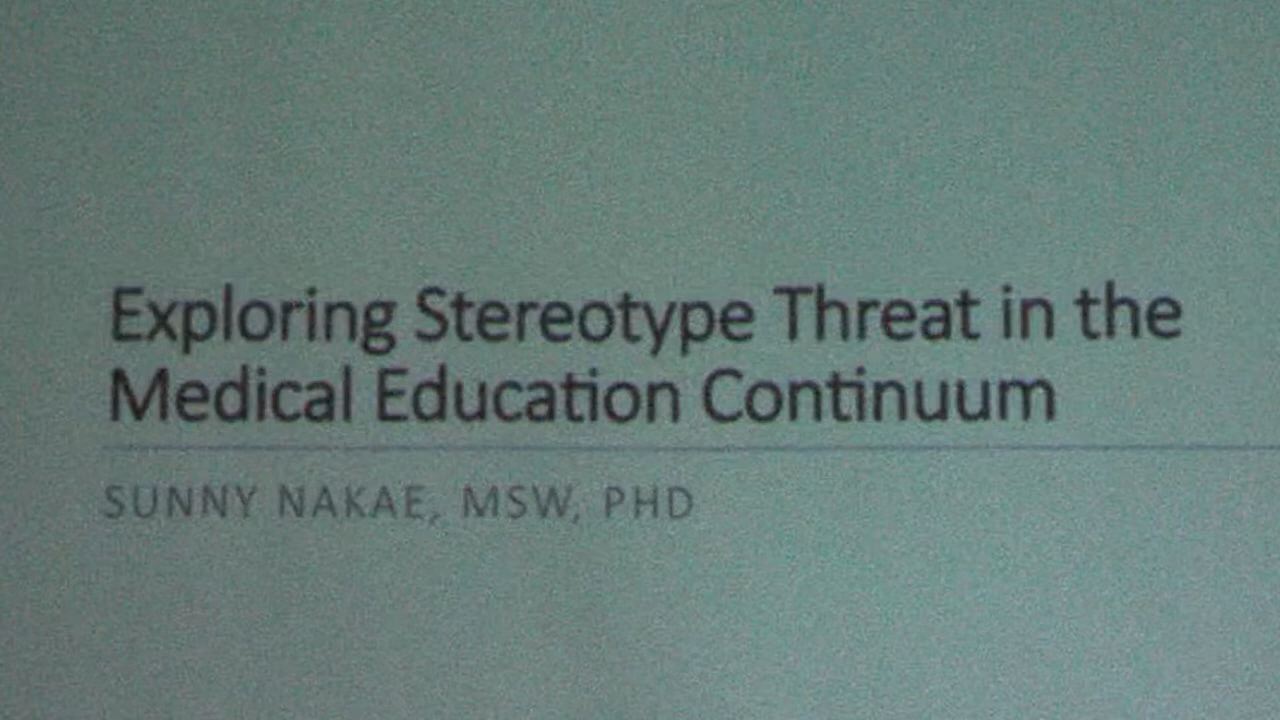 Exploring Stereotype Threat in the
Medical Education Continuum
SUNNY NAKAE, MSW, PHD